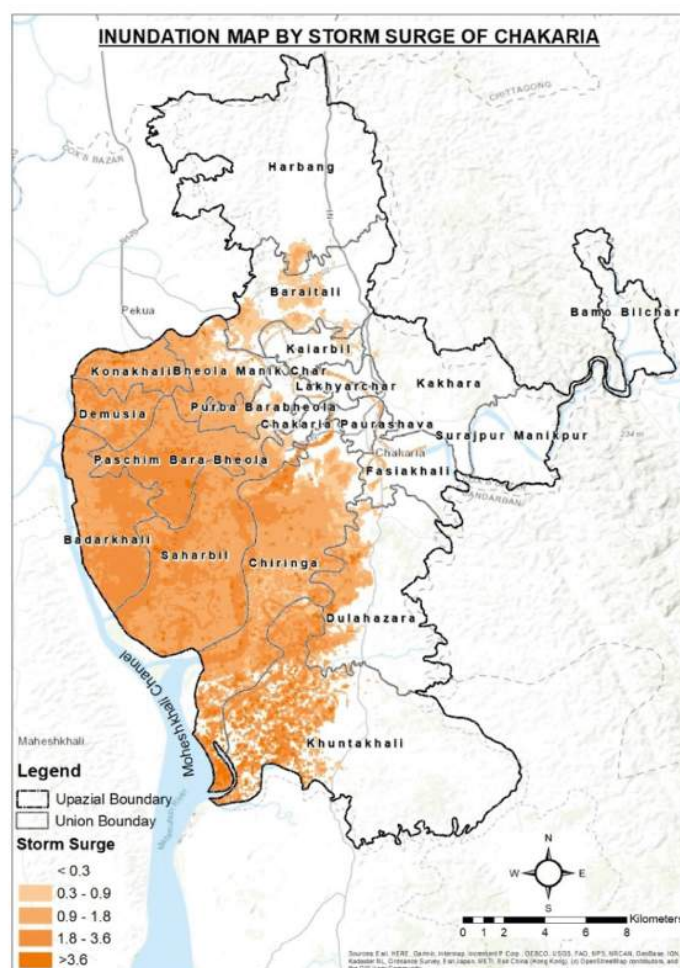 INUNDATION MAP BY STORM SURGE OF CHAKARIA
CHITTAGONG
COX'S BAZAR
Harbang
Baraitali
Bamo Bilchar
Pekua
Kaiarbil
Konakhali
Bheola Manik Char
Lakhyarchar
Kakhara
Demusia
Purba Barabheola
Chakaria Paurashava
Surajpur Manikpur
Chakaria
234 m
Paschim Bara-Bheola
Fasiakhali
BANDARBAN
Badarkhali
Saharbil
Chiringa
Dulahazara
Moheshkhali Channel
Maheshkhali
Khuntakhali
Legend
Upazial Boundary
Union Bounday
Storm Surge
< 0.3
0.3 - 0.9
0.9 - 1.8
1.8 - 3.6
>3.6
N
W E
S
0 1 2 4 6 8 Kilometers